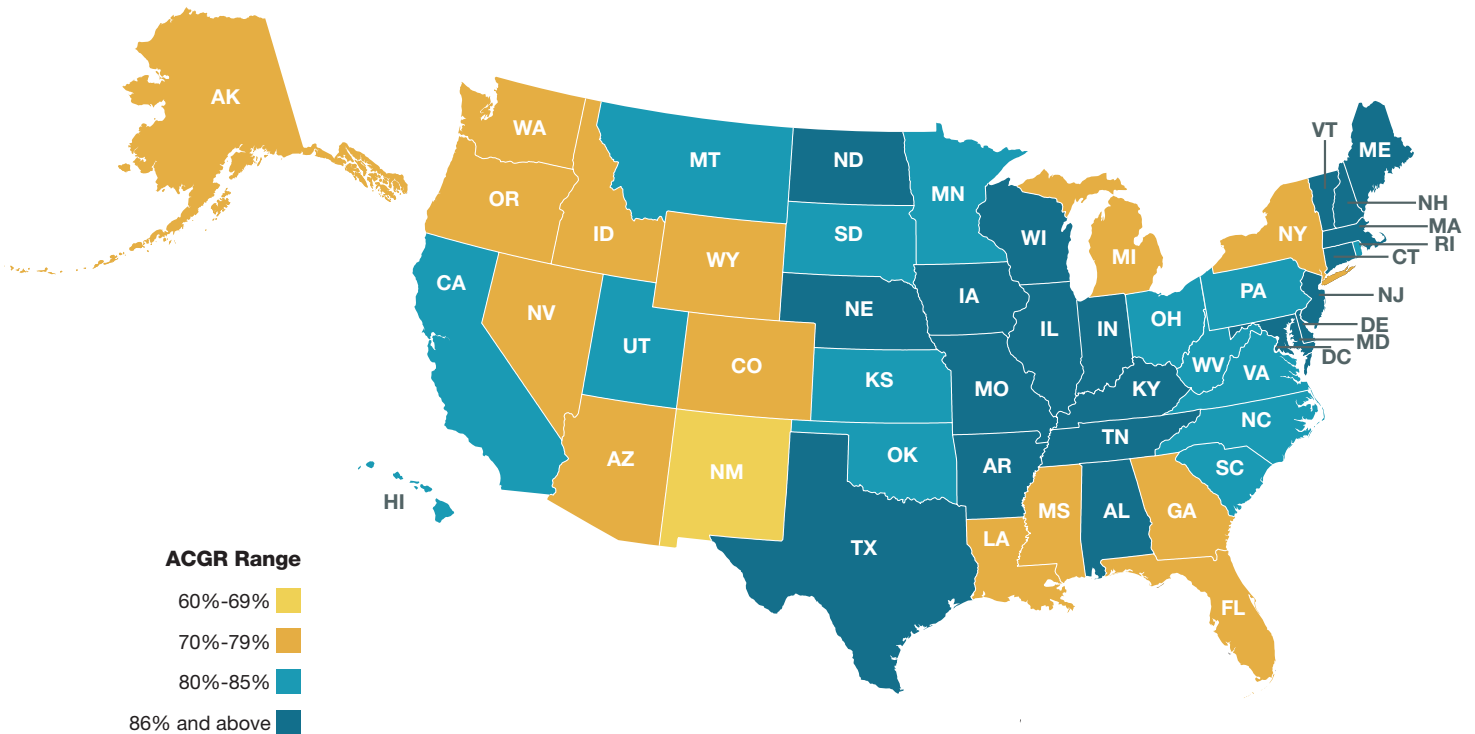 AK
WA
MT
ND
MN
VT
ME
OR
ID
WY
SD
WI
MI
NY
NH
MA
RI
CT
CA
NV
UT
CO
NE
IA
IL
IN
OH
PA
NJ
DE
MD
DC
KS
MO
KY
WV
VA
AZ
NM
OK
AR
TN
NC
SC
HI
TX
LA
MS
AL
GA
FL
ACGR Range
60%-69%
70%-79%
80%-85%
86% and above